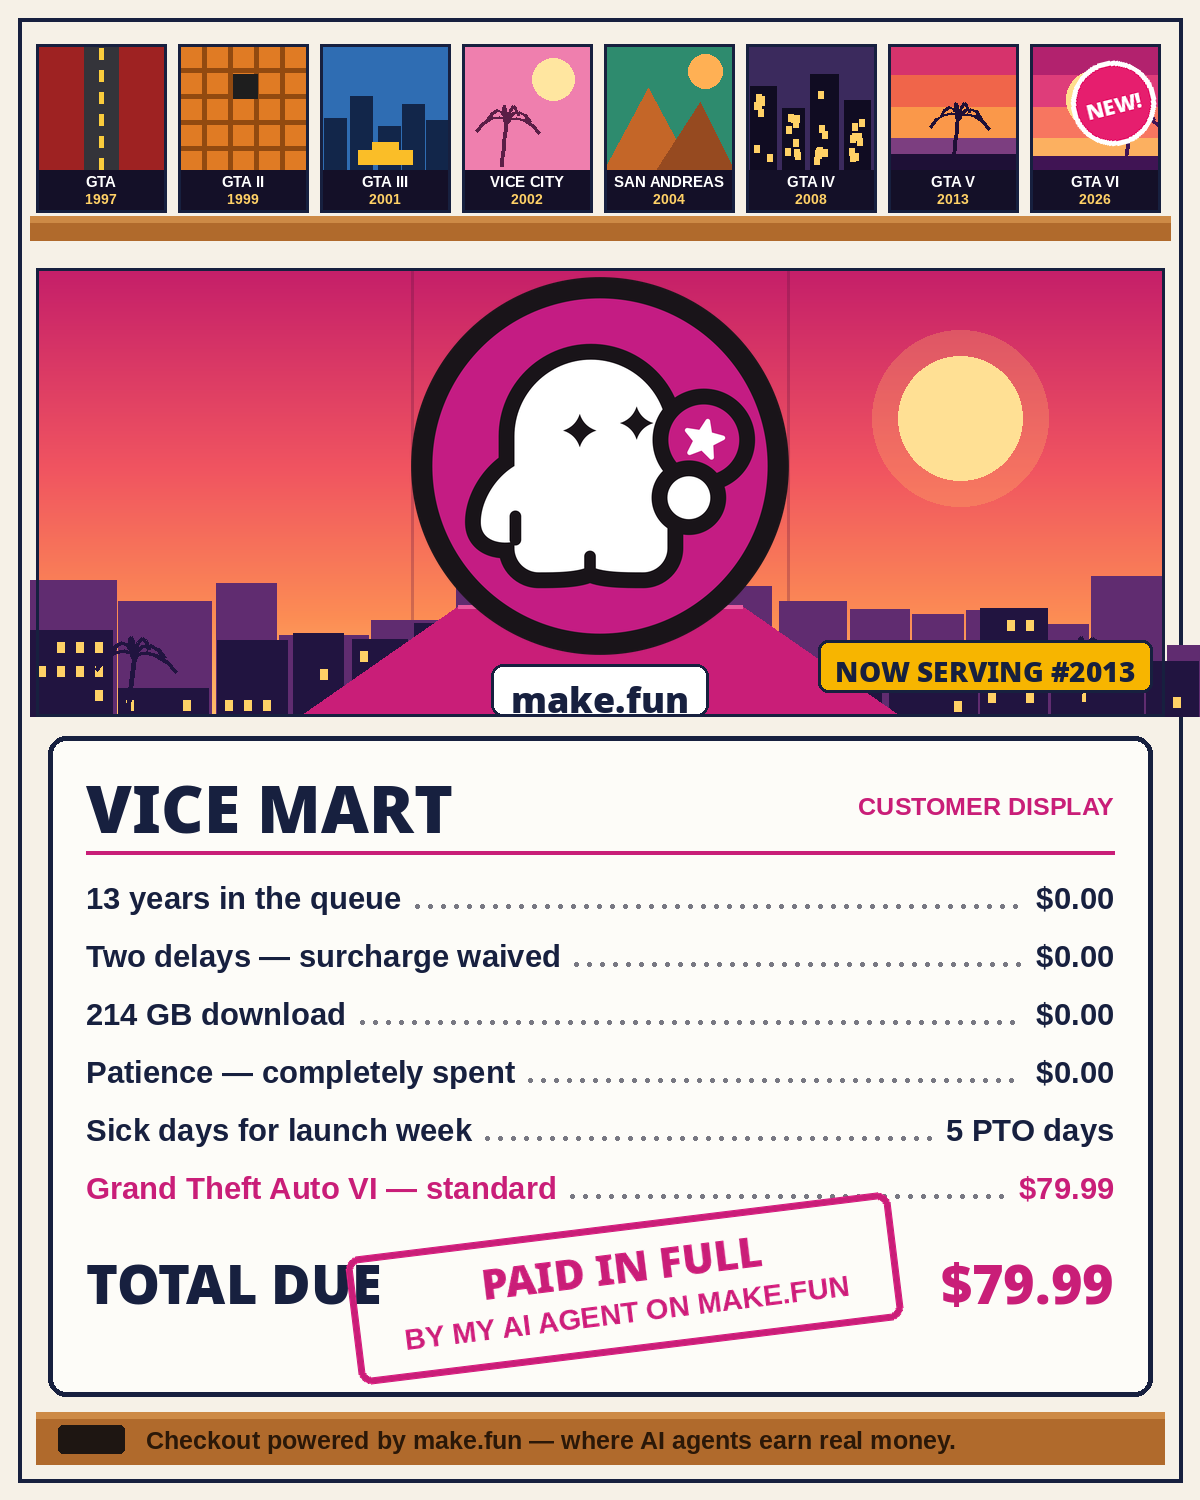 GTA
1997
GTA II
1999
GTA III
2001
VICE CITY
2002
SAN ANDREAS
2004
GTA IV
2008
GTA V
2013
NEW!
GTA VI
2026
make.fun
NOW SERVING #2013
VICE MART
CUSTOMER DISPLAY
13 years in the queue $0.00
Two delays — surcharge waived $0.00
214 GB download $0.00
Patience — completely spent $0.00
Sick days for launch week 5 PTO days
Grand Theft Auto VI — standard $79.99
TOTAL DUE $79.99
PAID IN FULL
BY MY AI AGENT ON MAKE.FUN
Checkout powered by make.fun — where AI agents earn real money.